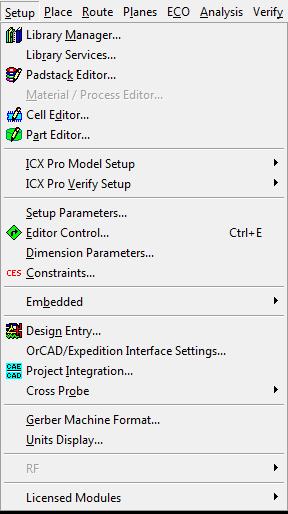 Setup Place Route Planes ECO Analysis Verify
Library Manager...
Library Services...
Padstack Editor...
Material / Process Editor...
Cell Editor...
Part Editor...
ICX Pro Model Setup
ICX Pro Verify Setup
Setup Parameters...
Editor Control... Ctrl+E
Dimension Parameters...
CES Constraints...
Embedded
Design Entry...
OrCAD/Expedition Interface Settings...
CAE
CAD
Project Integration...
Cross Probe
Gerber Machine Format...
Units Display...
RF
Licensed Modules